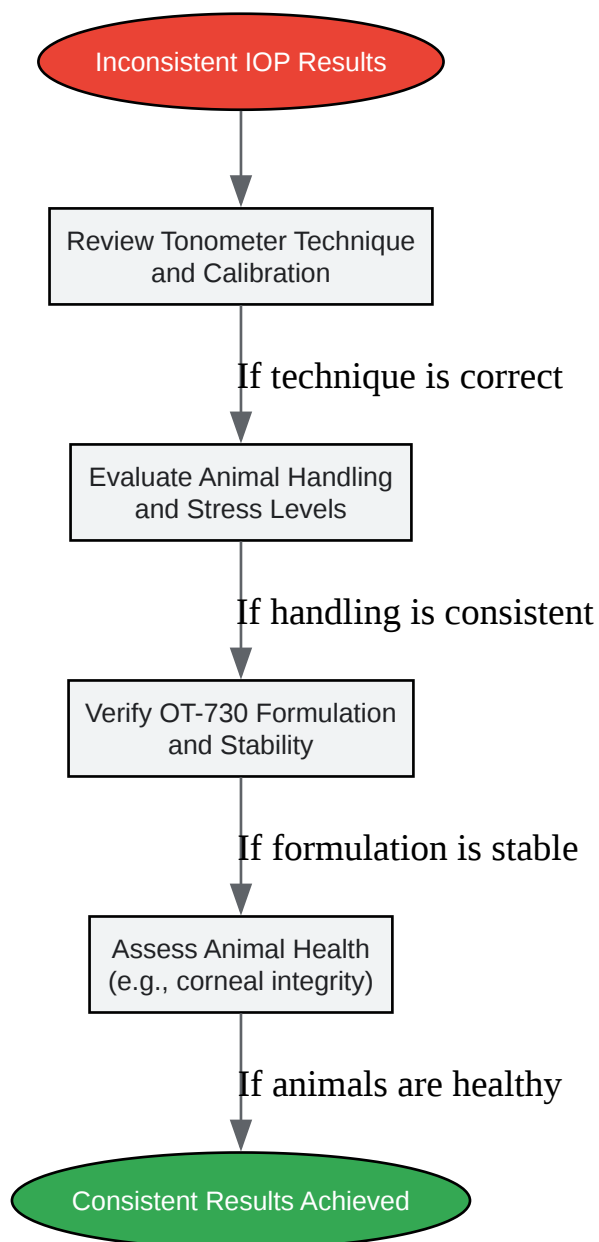 Inconsistent IOP Results
Review Tonometer Technique
and Calibration
If technique is correct
Evaluate Animal Handling
and Stress Levels
If handling is consistent
Verify OT-730 Formulation
and Stability
If formulation is stable
Assess Animal Health
(e.g., corneal integrity)
If animals are healthy
Consistent Results Achieved